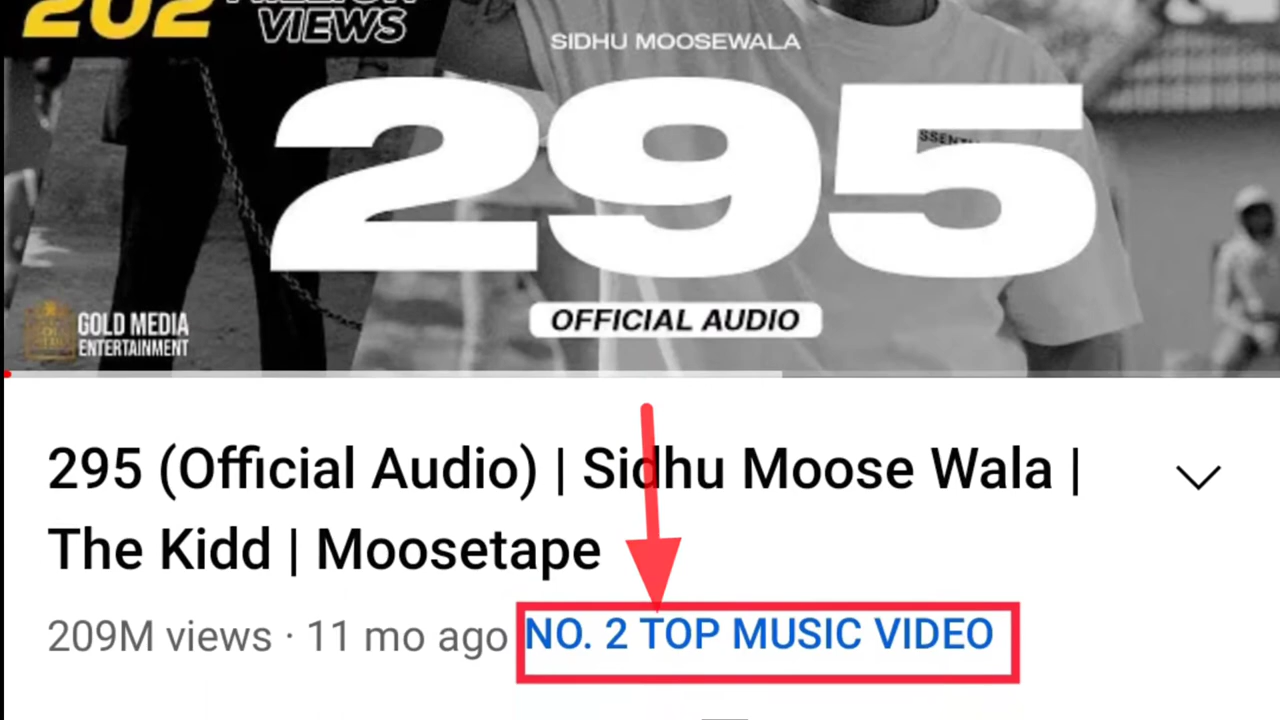 202 MILLION
VIEWS
SIDHU MOOSEWALA
295
OFFICIAL AUDIO
GOLD MEDIA
ENTERTAINMENT
295 (Official Audio) | Sidhu Moose Wala |
The Kidd | Moosetape
209M views · 11 mo ago NO. 2 TOP MUSIC VIDEO